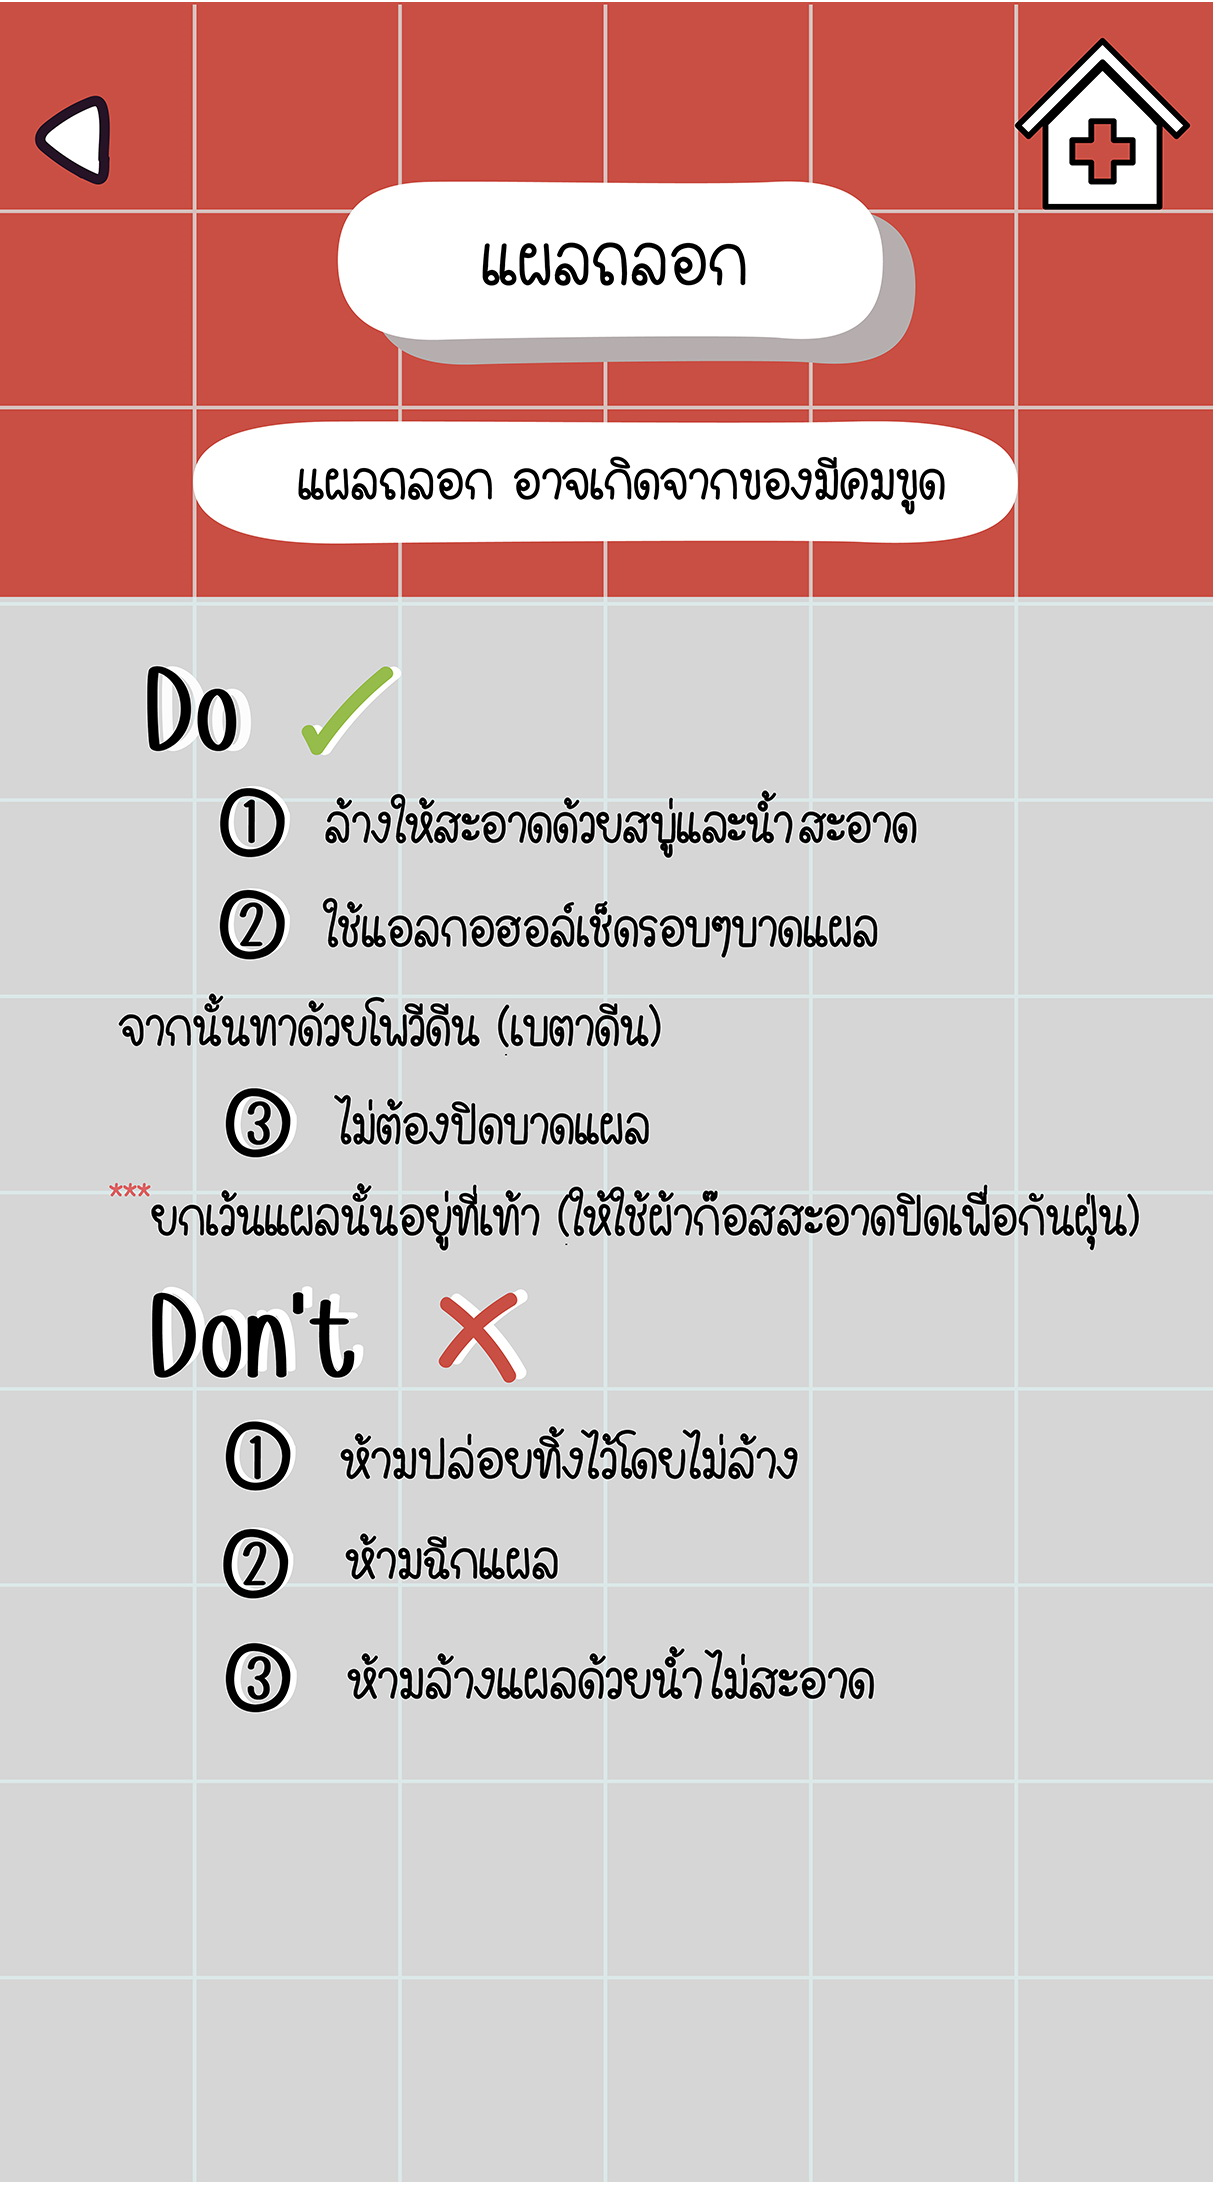 แผลถลอก
แผลถลอก อาจเกิดจากของมีคมขูด
Do
1 ล้างให้สะอาดด้วยสบู่และน้ำสะอาด
2 ใช้แอลกอฮอล์เช็ดรอบๆบาดแผล
จากนั้นทาด้วยโพวีดีน (เบตาดีน)
3 ไม่ต้องปิดบาดแผล
***ยกเว้นแผลนั้นอยู่ที่เท้า (ให้ใช้ผ้าก๊อสสะอาดปิดเพื่อกันฝุ่น)
Don't
1 ห้ามปล่อยทิ้งไว้โดยไม่ล้าง
2 ห้ามฉีกแผล
3 ห้ามล้างแผลด้วยน้ำไม่สะอาด